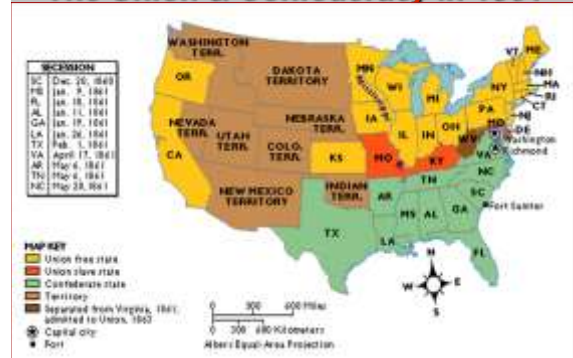 The Union & Confederacy in 1861
SECESSION
SC Dec. 20, 1860
MS Jan. 9, 1861
FL Jan. 10, 1861
AL Jan. 11, 1861
GA Jan. 19, 1861
LA Jan. 26, 1861
TX Feb. 1, 1861
VA April 17, 1861
AR May 6, 1861
TN May 6, 1861
NC May 20, 1861
WASHINGTON
TERR.
OR
DAKOTA
TERRITORY
NEVADA
TERR.
UTAH
TERR.
CA
NEBRASKA
TERR.
COLO.
TERR.
NEW MEXICO
TERRITORY
KS
INDIAN
TERR.
TX
MN
Mississippi
WI
IA
MI
IL
IN
OH
MO
KY
TN
AR
LA
MS
AL
GA
FL
SC
NC
VA
WV
MD
DE
PA
NJ
NY
CT
RI
MA
NH
VT
ME
Washington
Richmond
Fort Sumter
MAP KEY
Union free state
Union slave state
Confederate state
Territory
Separated from Virginia, 1861;
admitted to Union, 1863
Capital city
Fort
0 300 600 Miles
0 300 600 Kilometers
Albers Equal-Area Projection
N
W E
S